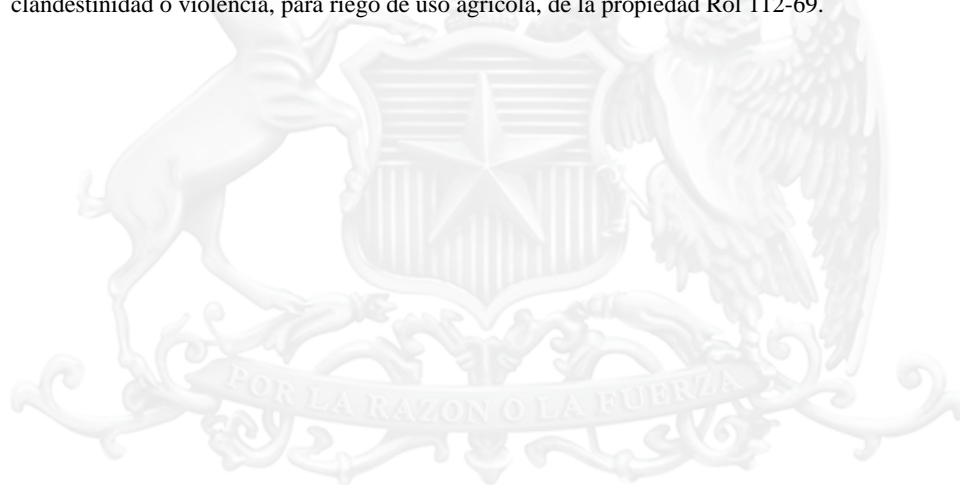 clandestinidad o violencia, para riego de uso agrícola, de la propiedad Rol 112-69.
POR LA RAZON O LA FUERZA